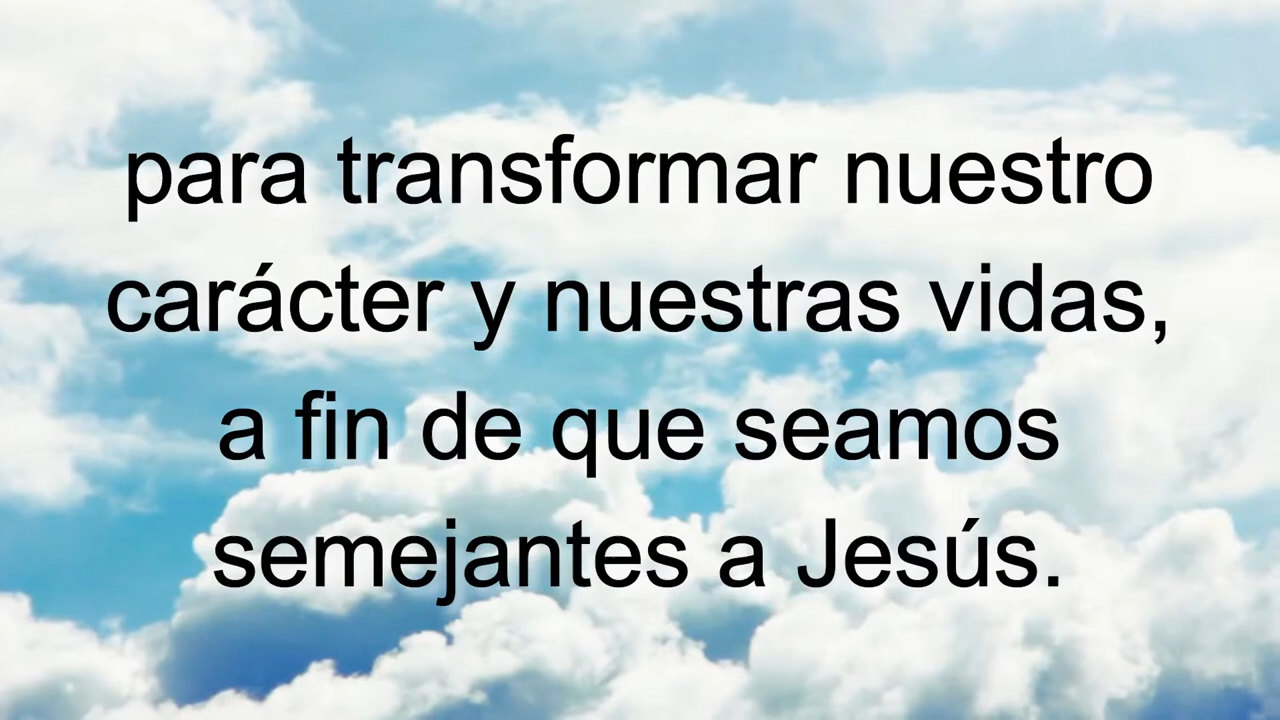 para transformar nuestro
carácter y nuestras vidas,
a fin de que seamos
semejantes a Jesús.